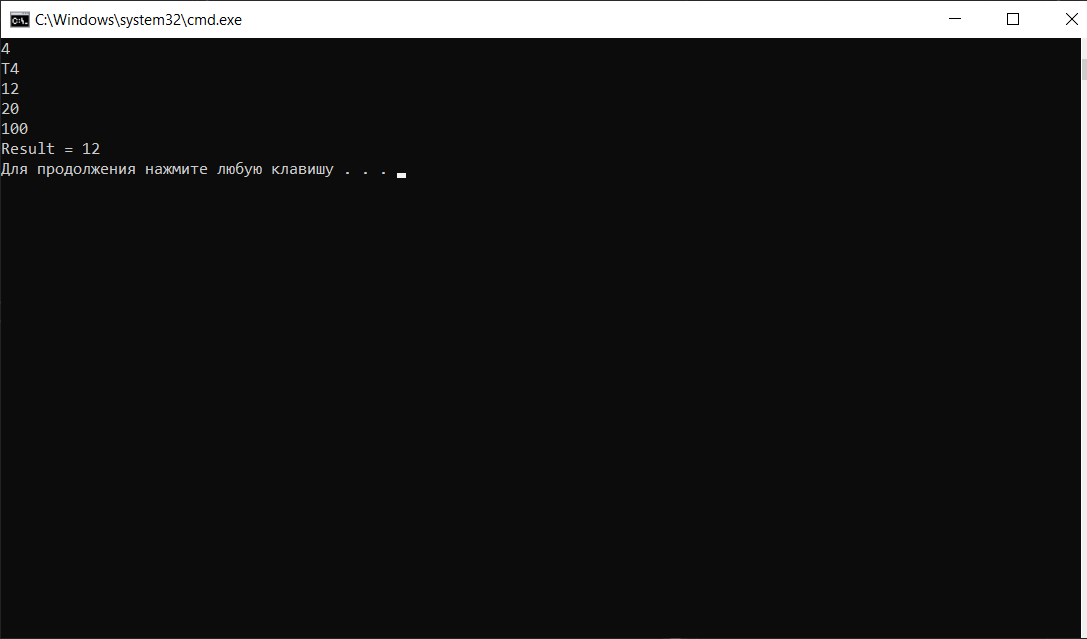 C:\Windows\system32\cmd.exe
4
T4
12
20
100
Result = 12
Для продолжения нажмите любую клавишу . . .